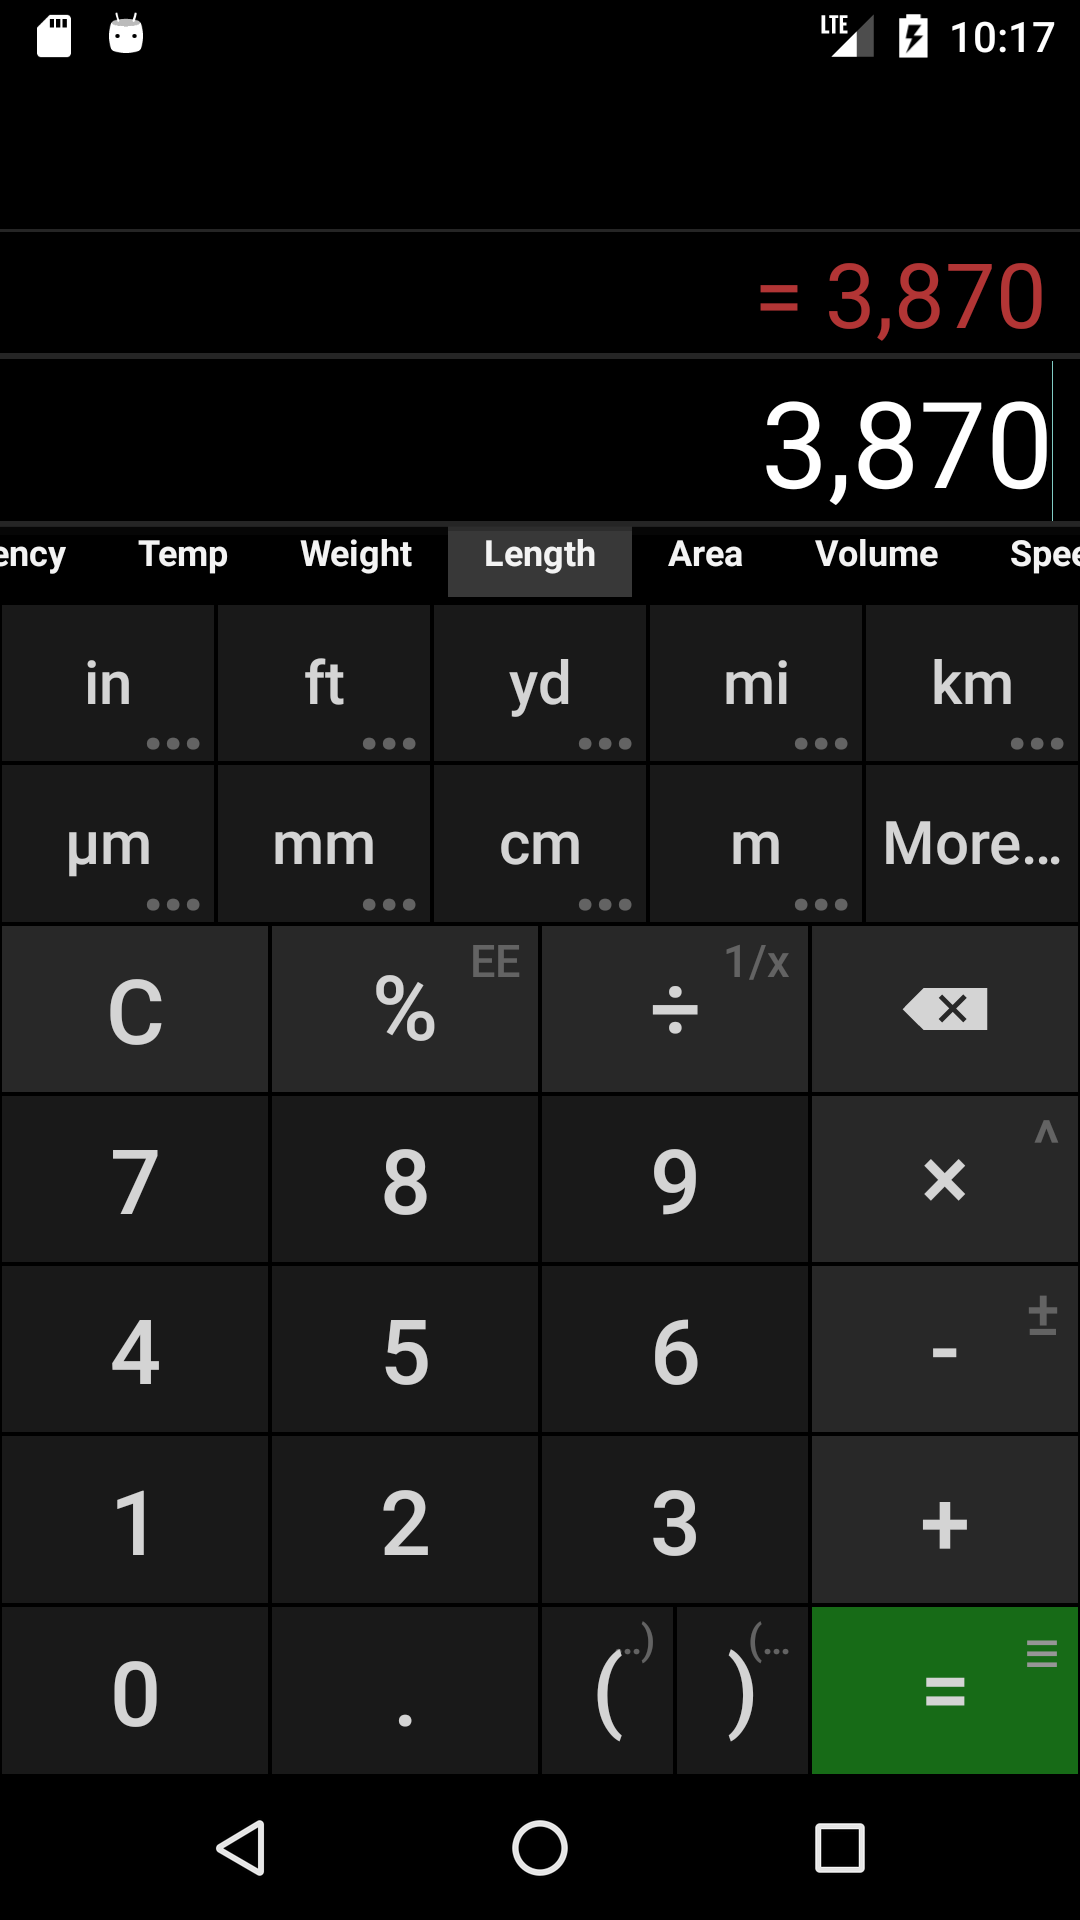 LTE 10:17
= 3,870
3,870
ency Temp Weight Length Area Volume Spee
in ft yd mi km
µm mm cm m More...
C % EE ÷ 1/x
7 8 9 × ^
4 5 6 - ±
1 2 3 +
0 . ( ..) ) (... =